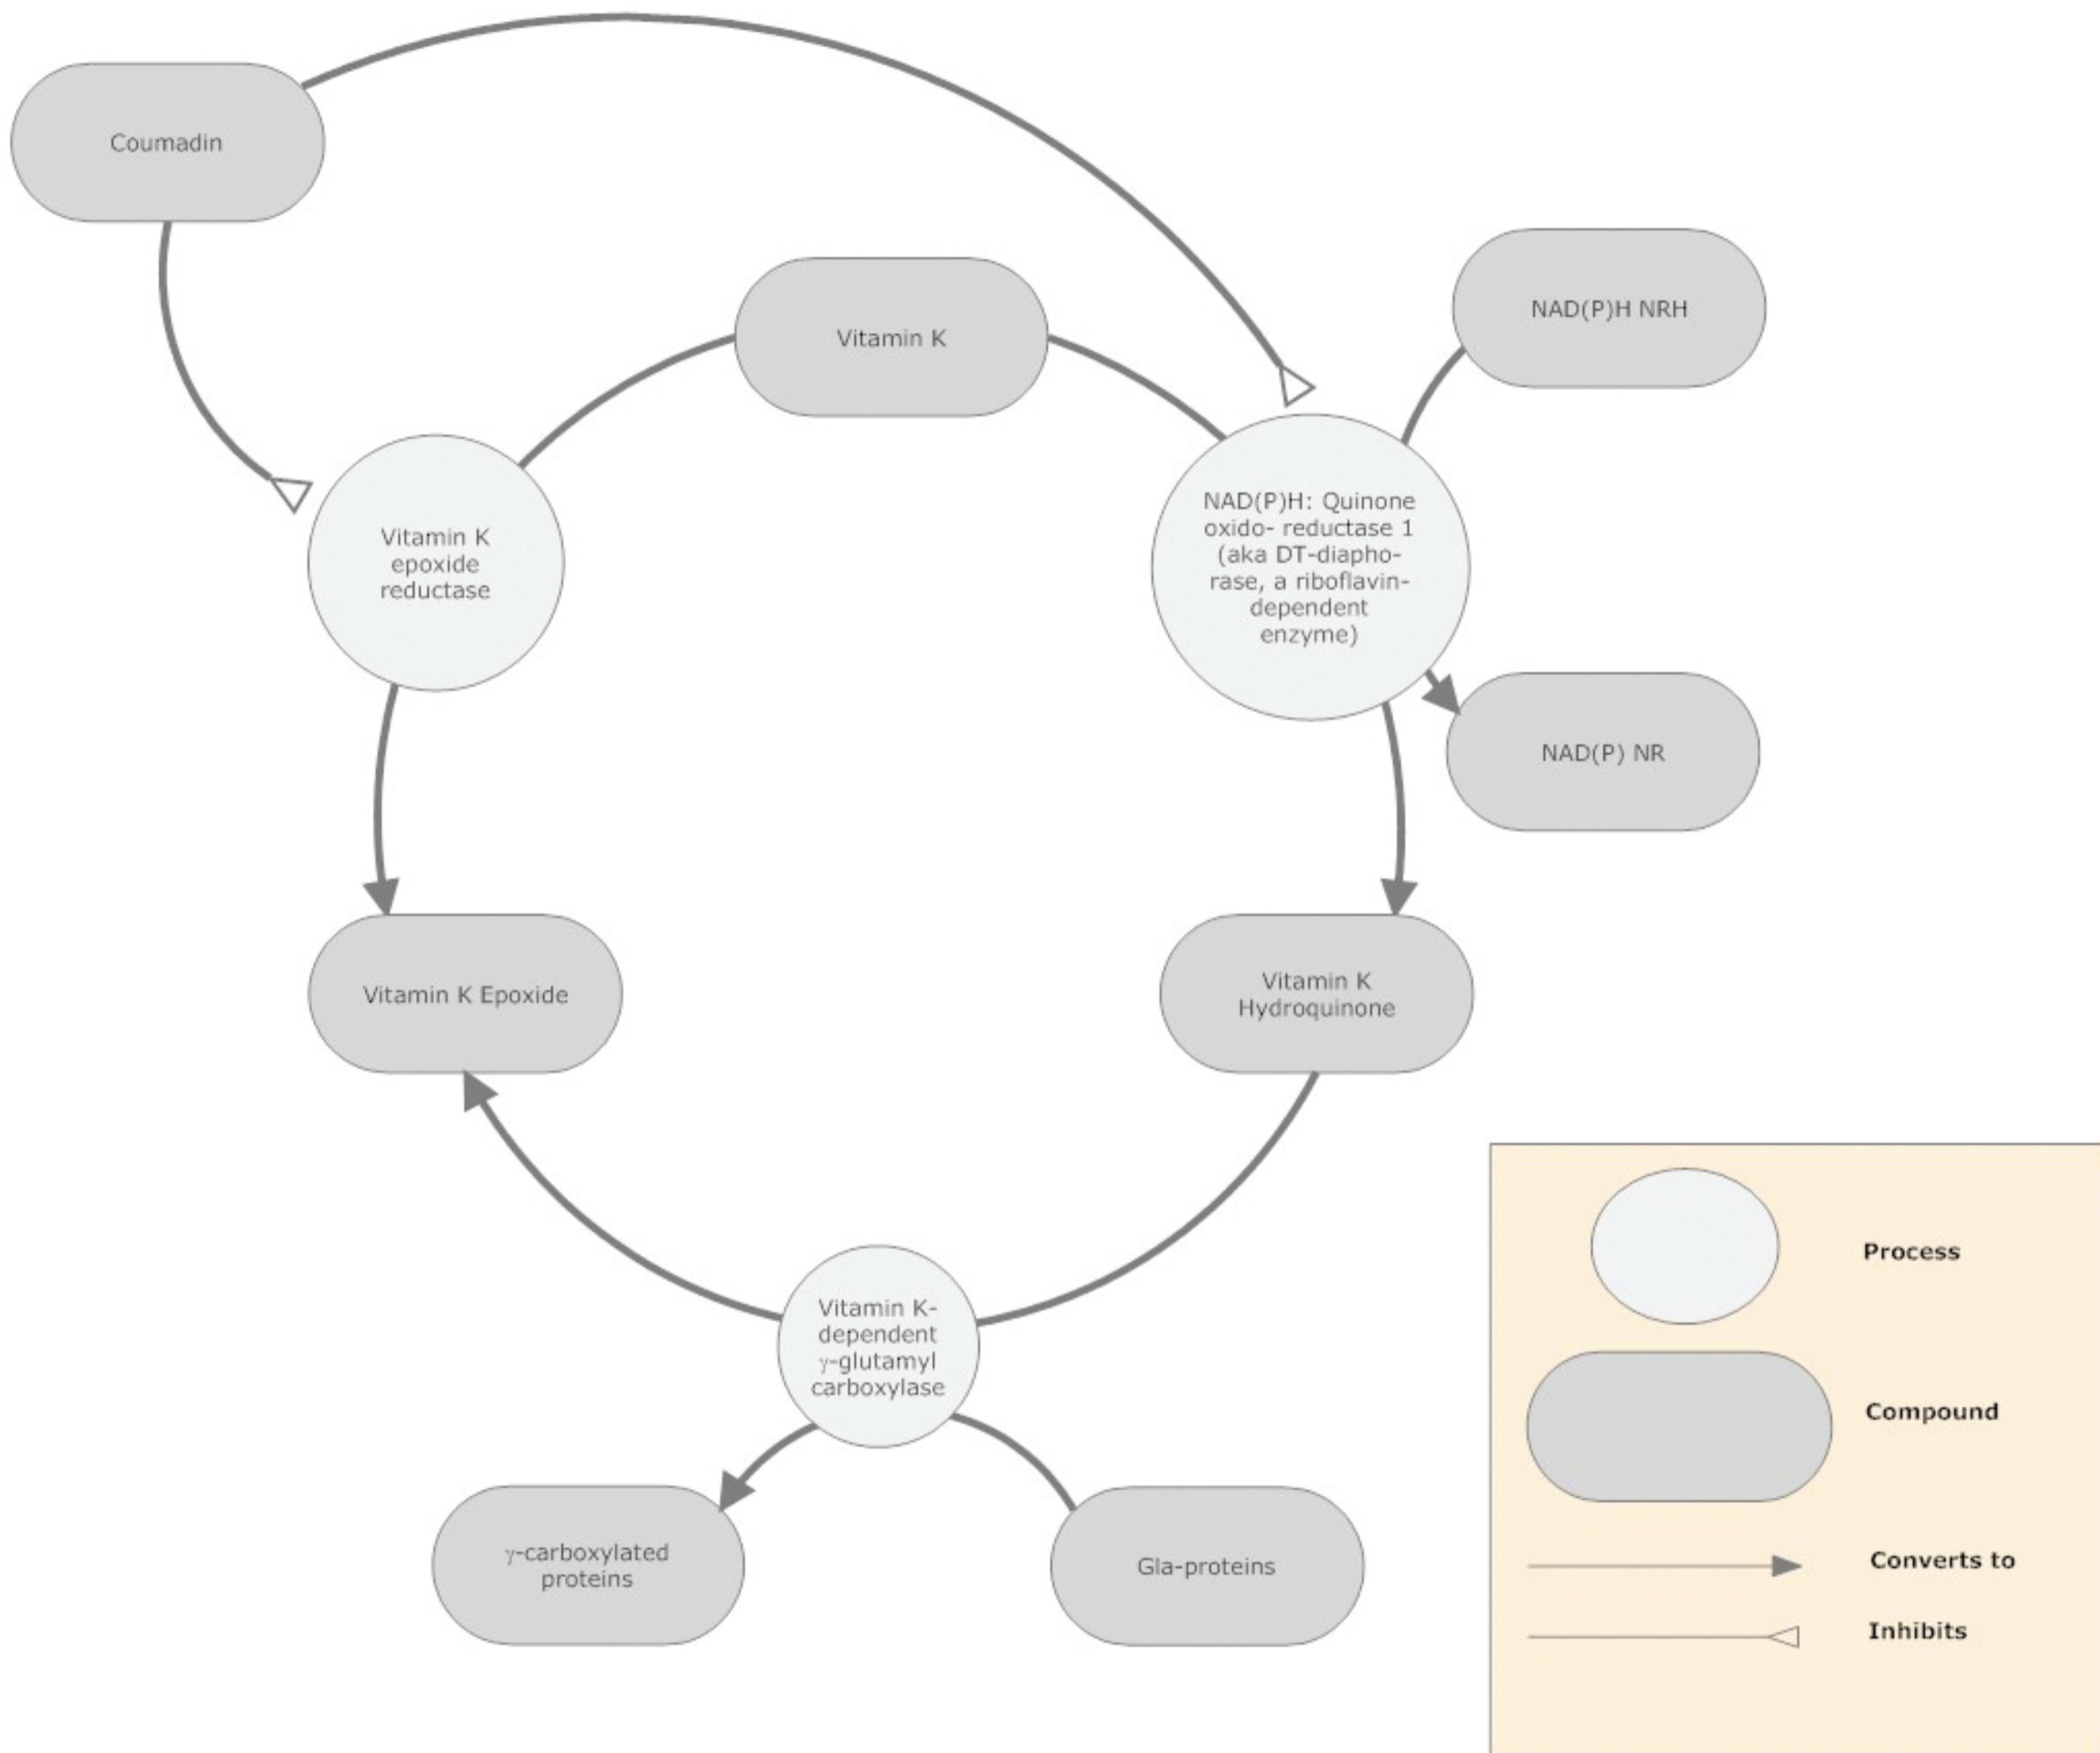 Coumadin
Vitamin K
NAD(P)H NRH
Vitamin K
epoxide
reductase
NAD(P)H: Quinone
oxido- reductase 1
(aka DT-diapho-
rase, a riboflavin-
dependent
enzyme)
NAD(P) NR
Vitamin K Epoxide
Vitamin K
Hydroquinone
Vitamin K-
dependent
γ-glutamyl
carboxylase
γ-carboxylated
proteins
Gla-proteins
Process
Compound
Converts to
Inhibits